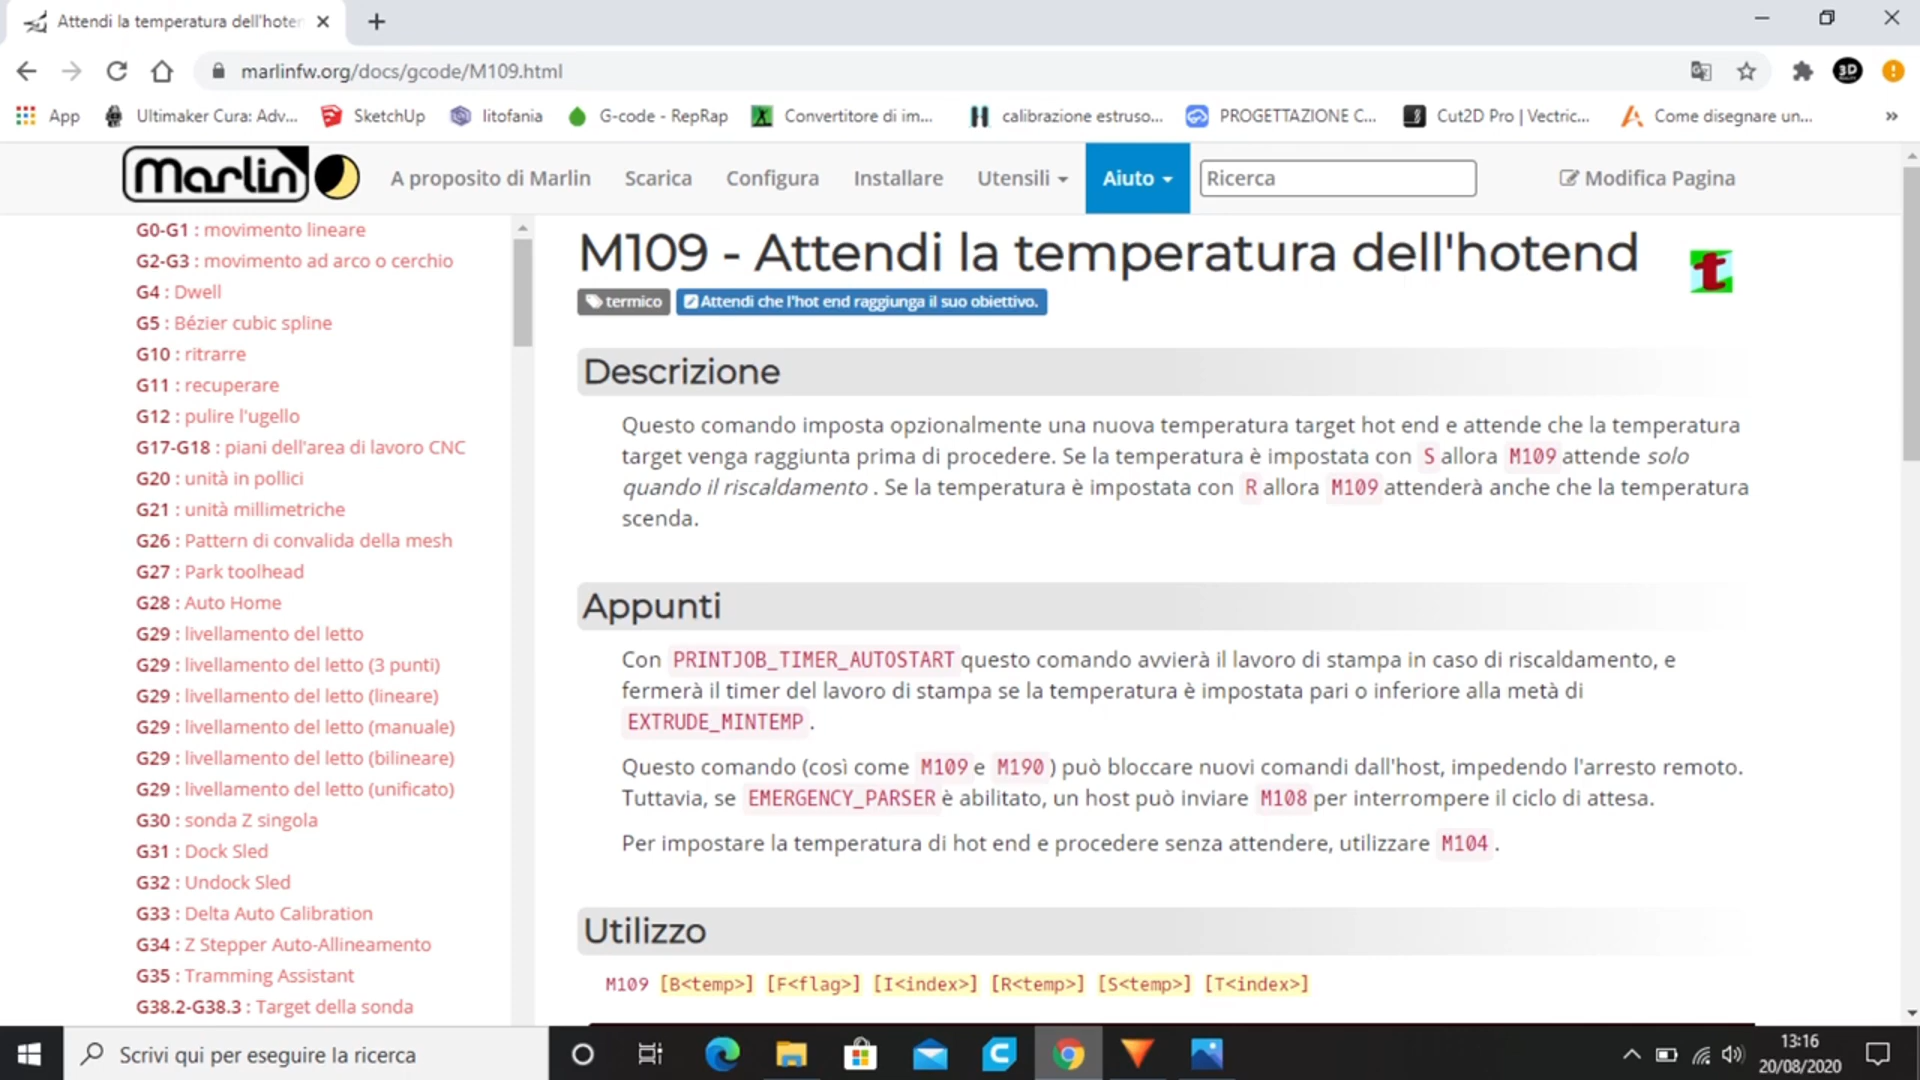 Attendi la temperatura dell'hoten
marlinfw.org/docs/gcode/M109.html
3D
App
Ultimaker Cura: Adv...
SketchUp
litofania
G-code - RepRap
Convertitore di im...
calibrazione estruso...
PROGETTAZIONE C...
Cut2D Pro | Vectric...
Come disegnare un...
»
Marlin
A proposito di Marlin
Scarica
Configura
Installare
Utensili
Aiuto
Ricerca
Modifica Pagina
G0-G1 : movimento lineare
G2-G3 : movimento ad arco o cerchio
G4 : Dwell
G5 : Bézier cubic spline
G10 : ritrarre
G11 : recuperare
G12 : pulire l'ugello
G17-G18 : piani dell'area di lavoro CNC
G20 : unità in pollici
G21 : unità millimetriche
G26 : Pattern di convalida della mesh
G27 : Park toolhead
G28 : Auto Home
G29 : livellamento del letto
G29 : livellamento del letto (3 punti)
G29 : livellamento del letto (lineare)
G29 : livellamento del letto (manuale)
G29 : livellamento del letto (bilineare)
G29 : livellamento del letto (unificato)
G30 : sonda Z singola
G31 : Dock Sled
G32 : Undock Sled
G33 : Delta Auto Calibration
G34 : Z Stepper Auto-Allineamento
G35 : Tramming Assistant
G38.2-G38.3 : Target della sonda
M109 - Attendi la temperatura dell'hotend
t
termico
Attendi che l'hot end raggiunga il suo obiettivo.
Descrizione
Questo comando imposta opzionalmente una nuova temperatura target hot end e attende che la temperatura
target venga raggiunta prima di procedere. Se la temperatura è impostata con S allora M109 attende solo
quando il riscaldamento . Se la temperatura è impostata con R allora M109 attenderà anche che la temperatura
scenda.
Appunti
Con PRINTJOB_TIMER_AUTOSTART questo comando avvierà il lavoro di stampa in caso di riscaldamento, e
fermerà il timer del lavoro di stampa se la temperatura è impostata pari o inferiore alla metà di
EXTRUDE_MINTEMP .
Questo comando (così come M109 e M190 ) può bloccare nuovi comandi dall'host, impedendo l'arresto remoto.
Tuttavia, se EMERGENCY_PARSER è abilitato, un host può inviare M108 per interrompere il ciclo di attesa.
Per impostare la temperatura di hot end e procedere senza attendere, utilizzare M104 .
Utilizzo
M109 [B<temp>] [F<flag>] [I<index>] [R<temp>] [S<temp>] [T<index>]
Scrivi qui per eseguire la ricerca
13:16
20/08/2020